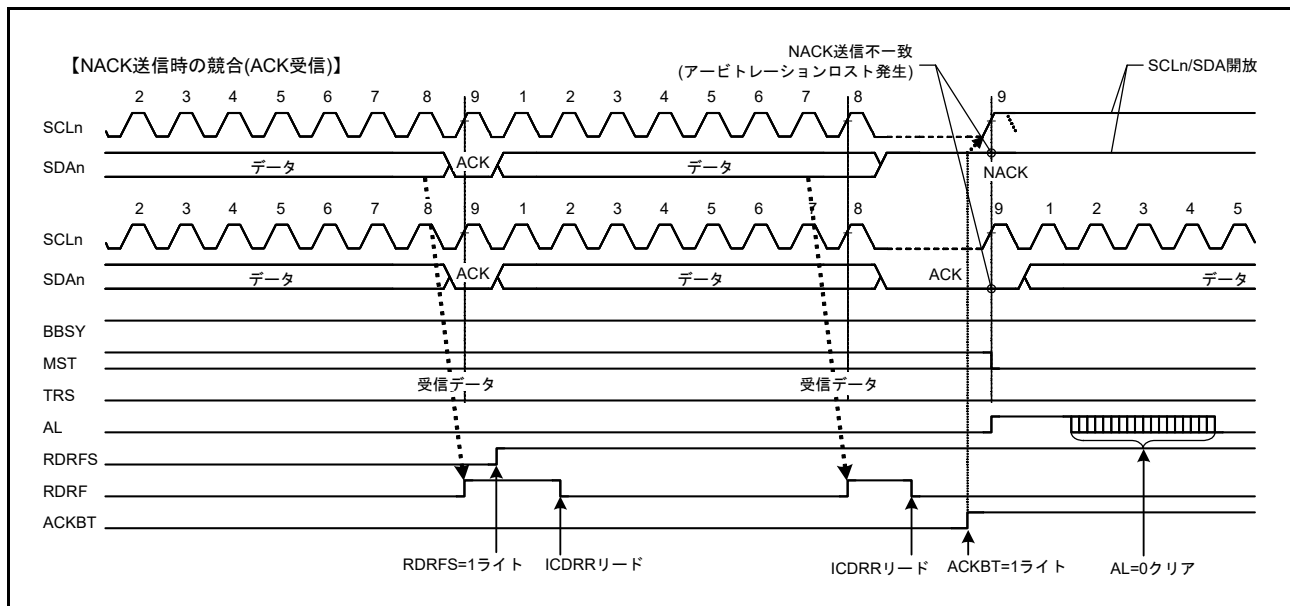 【NACK送信時の競合(ACK受信)】
NACK送信不一致
(アービトレーションロスト発生)
SCLn/SDA開放
2 3 4 5 6 7 8 9 1 2 3 4 5 6 7 8 9
SCLn
SDAn
データ
ACK
データ
NACK
2 3 4 5 6 7 8 9 1 2 3 4 5 6 7 8 9 1 2 3 4 5
SCLn
SDAn
データ
ACK
データ
ACK
データ
BBSY
MST
受信データ
受信データ
TRS
AL
RDRFS
RDRF
ACKBT
RDRFS=1ライト
ICDRRリード
ICDRRリード
ACKBT=1ライト
AL=0クリア